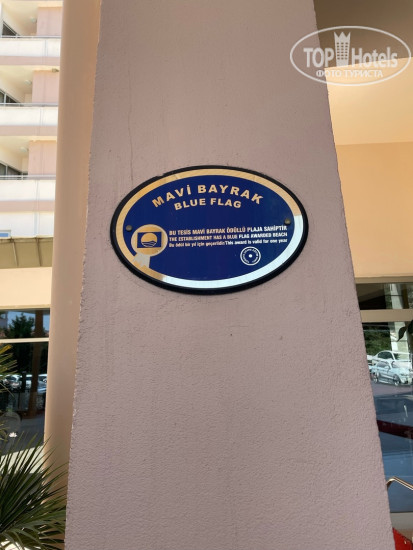 TOP Hotels
ФОТО ТУРИСТА
MAVİ BAYRAK
BLUE FLAG
BU TESİS MAVİ BAYRAK ÖDÜLLÜ PLAJA SAHİPTİR
THE ESTABLISHMENT HAS A BLUE FLAG AWARDED BEACH
Bu ödül bir yıl için geçerlidir/This award is valid for one year